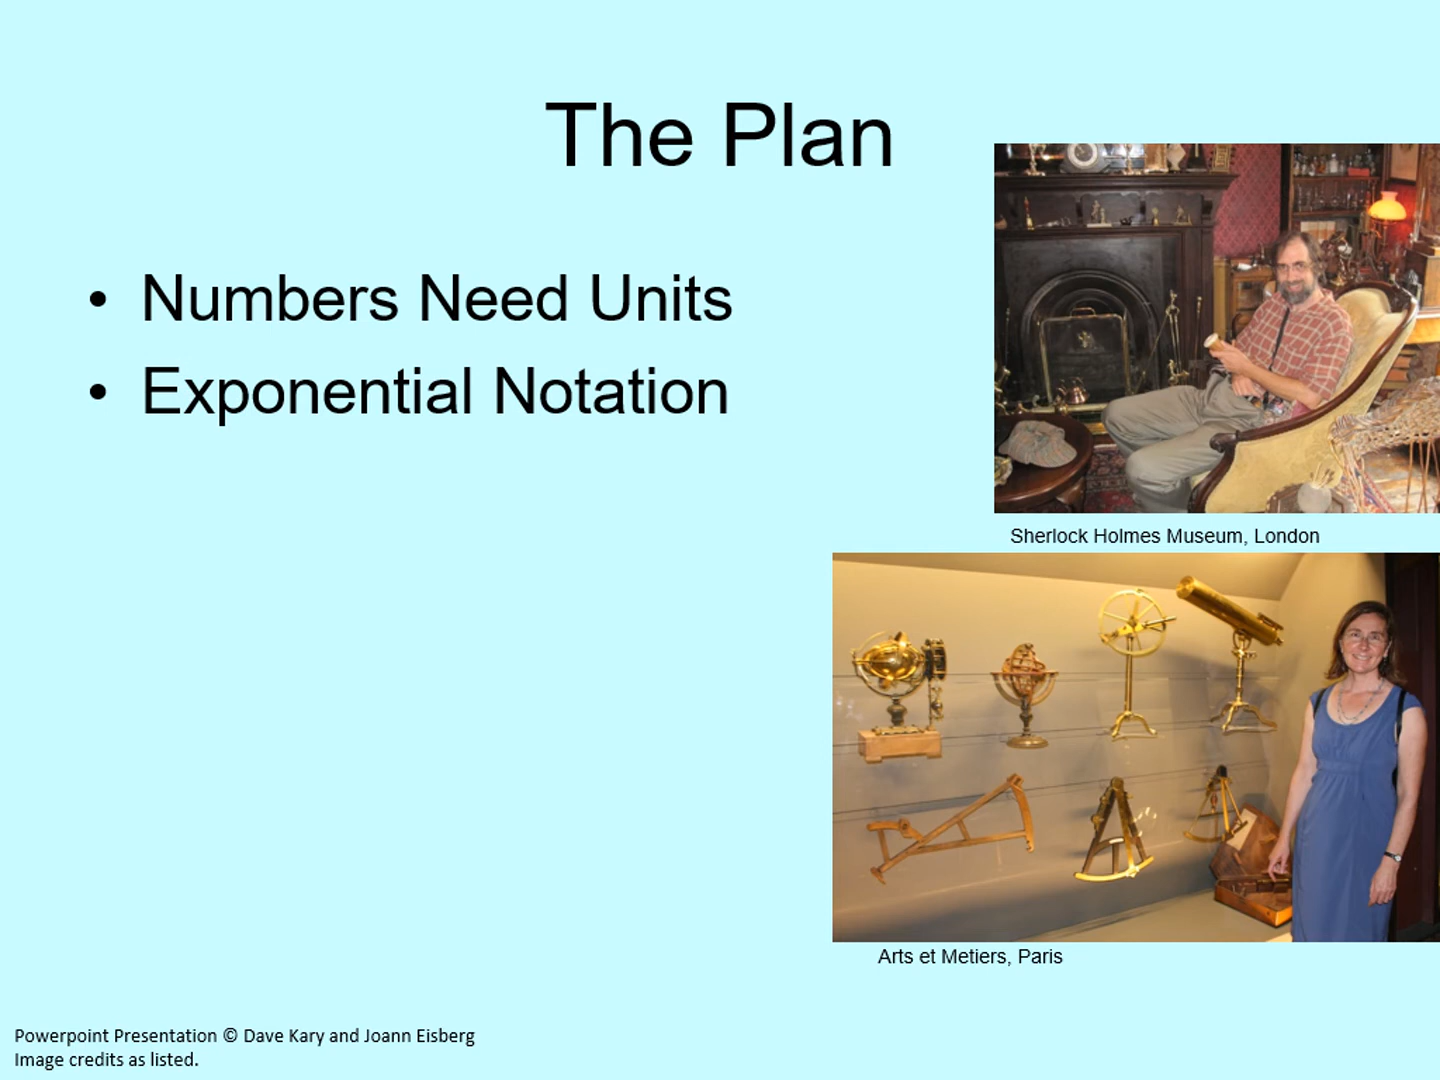 The Plan
• Numbers Need Units
• Exponential Notation
Sherlock Holmes Museum, London
Arts et Metiers, Paris
Powerpoint Presentation © Dave Kary and Joann Eisberg
Image credits as listed.